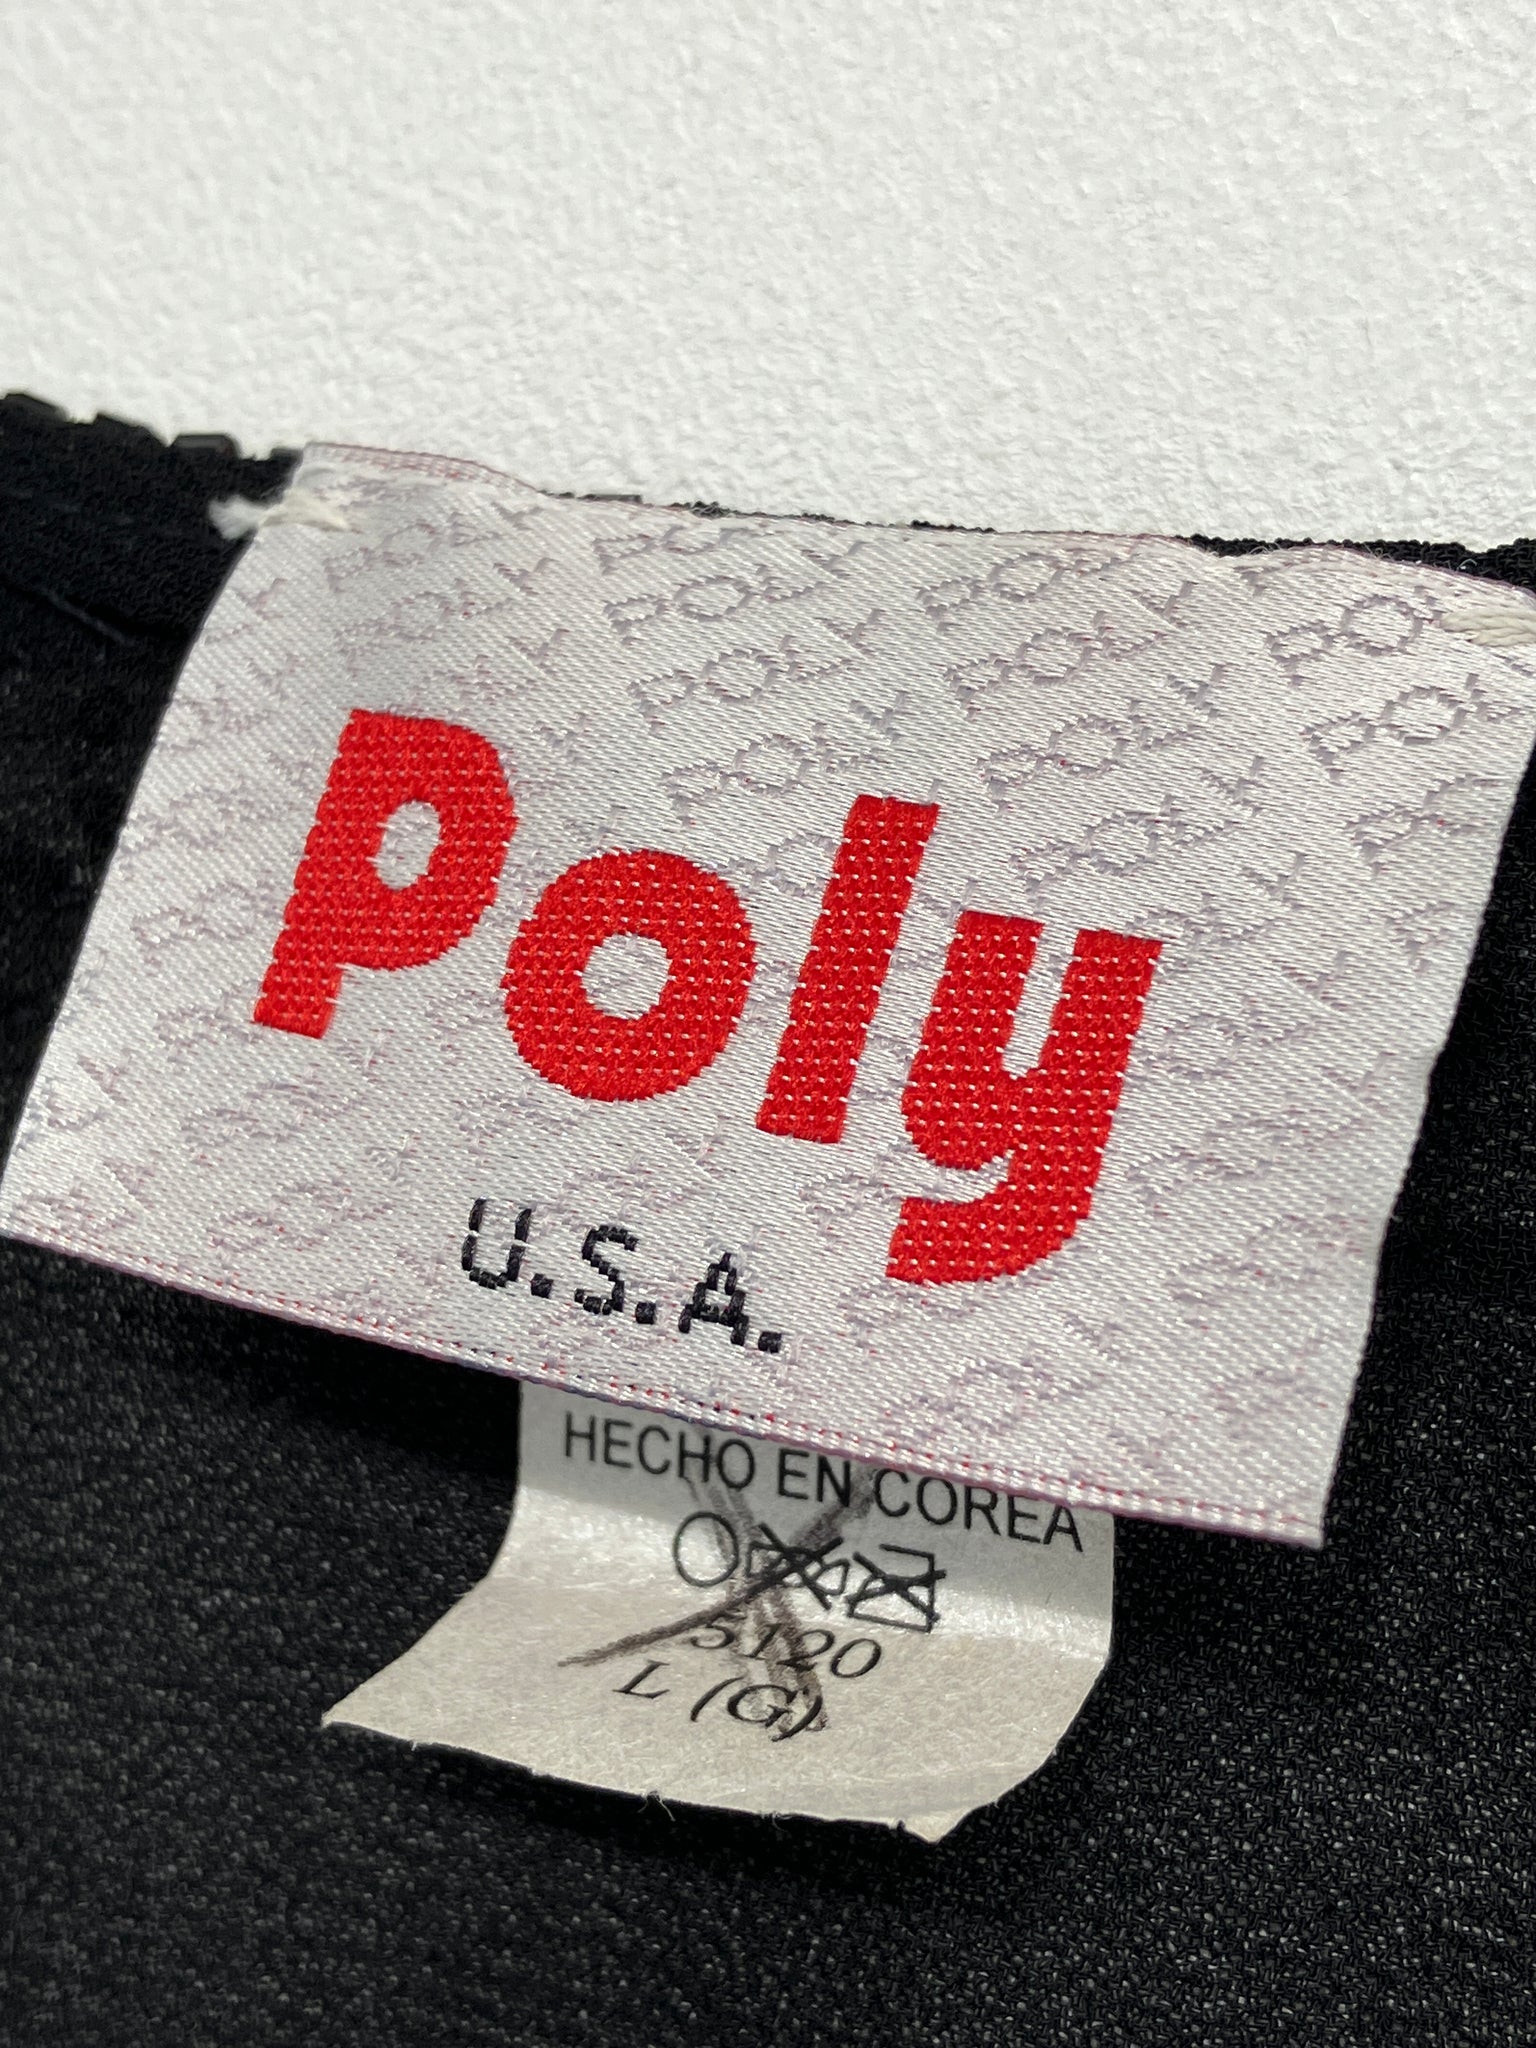 Poly
U.S.A.
HECHO EN COREA
5120
L (G)